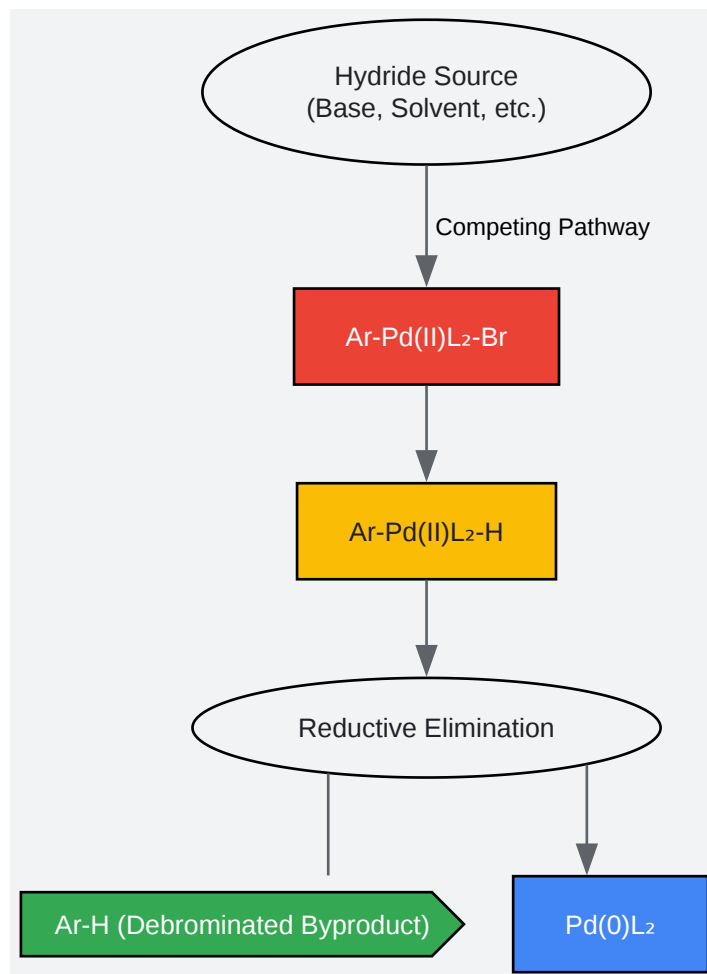 Hydride Source
(Base, Solvent, etc.)
Competing Pathway
Ar-Pd(II)L₂-Br
Ar-Pd(II)L₂-H
Reductive Elimination
Ar-H (Debrominated Byproduct)
Pd(0)L₂